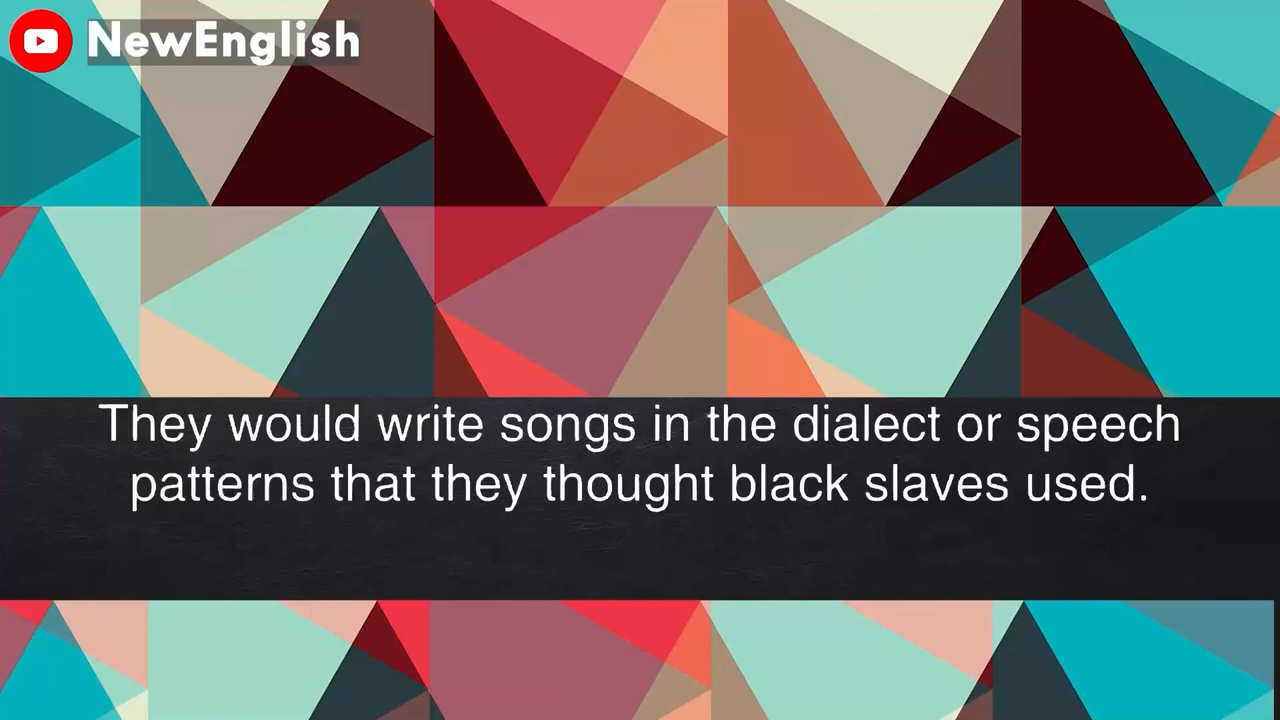 NewEnglish
They would write songs in the dialect or speech
patterns that they thought black slaves used.